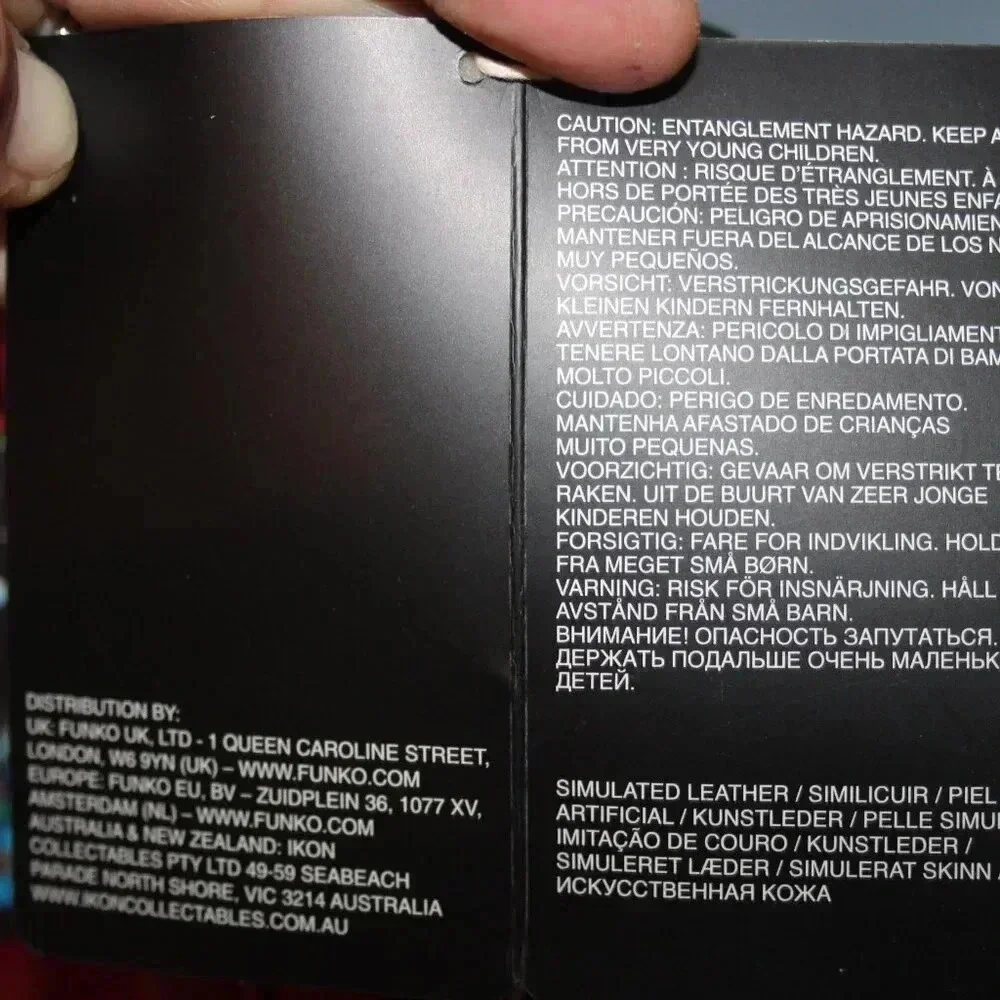 DISTRIBUTION BY:
UK: FUNKO UK, LTD - 1 QUEEN CAROLINE STREET,
LONDON, W6 9YN (UK) – WWW.FUNKO.COM
EUROPE: FUNKO EU, BV – ZUIDPLEIN 36, 1077 XV,
AMSTERDAM (NL) – WWW.FUNKO.COM
AUSTRALIA & NEW ZEALAND: IKON
COLLECTABLES PTY LTD 49-59 SEABEACH
PARADE NORTH SHORE, VIC 3214 AUSTRALIA
WWW.IKONCOLLECTABLES.COM.AU
CAUTION: ENTANGLEMENT HAZARD. KEEP A
FROM VERY YOUNG CHILDREN.
ATTENTION : RISQUE D'ÉTRANGLEMENT. À
HORS DE PORTÉE DES TRÈS JEUNES ENFA
PRECAUCIÓN: PELIGRO DE APRISIONAMIEN
MANTENER FUERA DEL ALCANCE DE LOS N
MUY PEQUEÑOS.
VORSICHT: VERSTRICKUNGSGEFAHR. VON
KLEINEN KINDERN FERNHALTEN.
AVVERTENZA: PERICOLO DI IMPIGLIAMENT
TENERE LONTANO DALLA PORTATA DI BAM
MOLTO PICCOLI.
CUIDADO: PERIGO DE ENREDAMENTO.
MANTENHA AFASTADO DE CRIANÇAS
MUITO PEQUENAS.
VOORZICHTIG: GEVAAR OM VERSTRIKT TE
RAKEN. UIT DE BUURT VAN ZEER JONGE
KINDEREN HOUDEN.
FORSIGTIG: FARE FOR INDVIKLING. HOLD
FRA MEGET SMÅ BØRN.
VARNING: RISK FÖR INSNÄRJNING. HÅLL
AVSTÅND FRÅN SMÅ BARN.
ВНИМАНИЕ! ОПАСНОСТЬ ЗАПУТАТЬСЯ.
ДЕРЖАТЬ ПОДАЛЬШЕ ОЧЕНЬ МАЛЕНЬК
ДЕТЕЙ.
SIMULATED LEATHER / SIMILICUIR / PIEL
ARTIFICIAL / KUNSTLEDER / PELLE SIMU
IMITAÇÃO DE COURO / KUNSTLEDER /
SIMULERET LÆDER / SIMULERAT SKINN /
ИСКУССТВЕННАЯ КОЖА